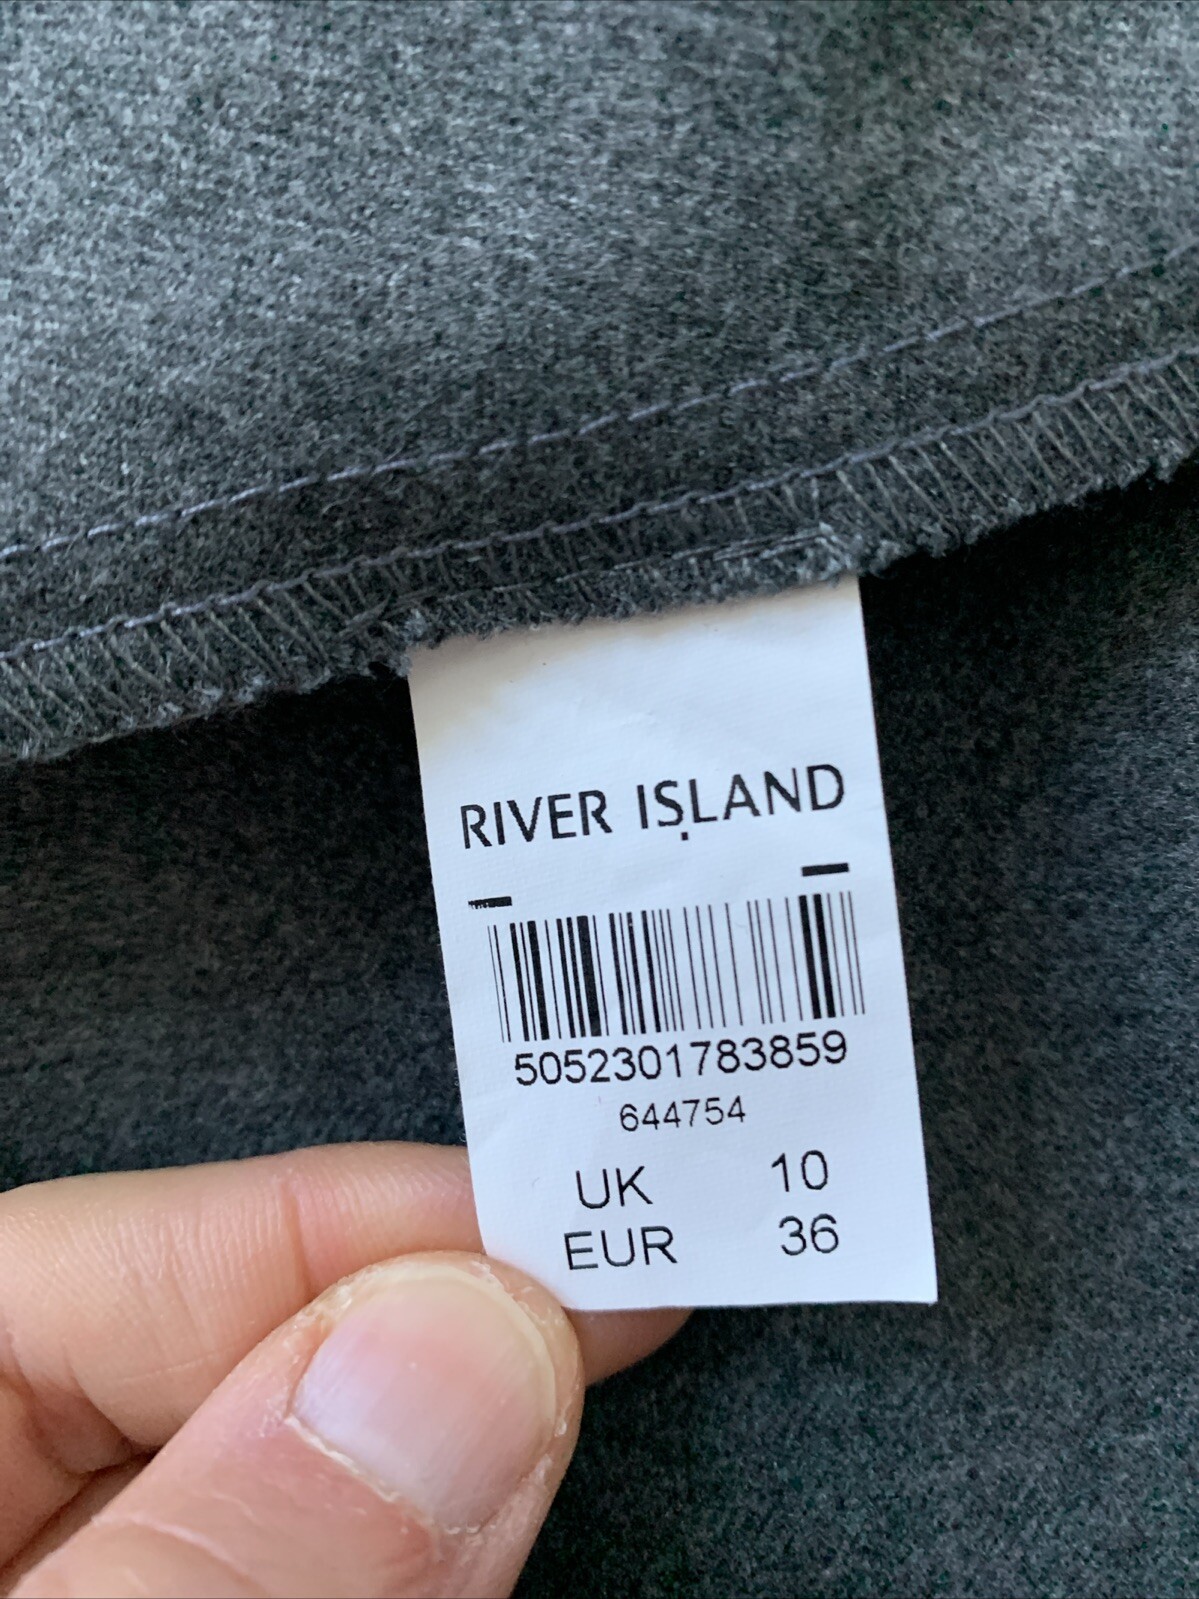 RIVER ISLAND
5052301783859
644754
UK 10
EUR 36